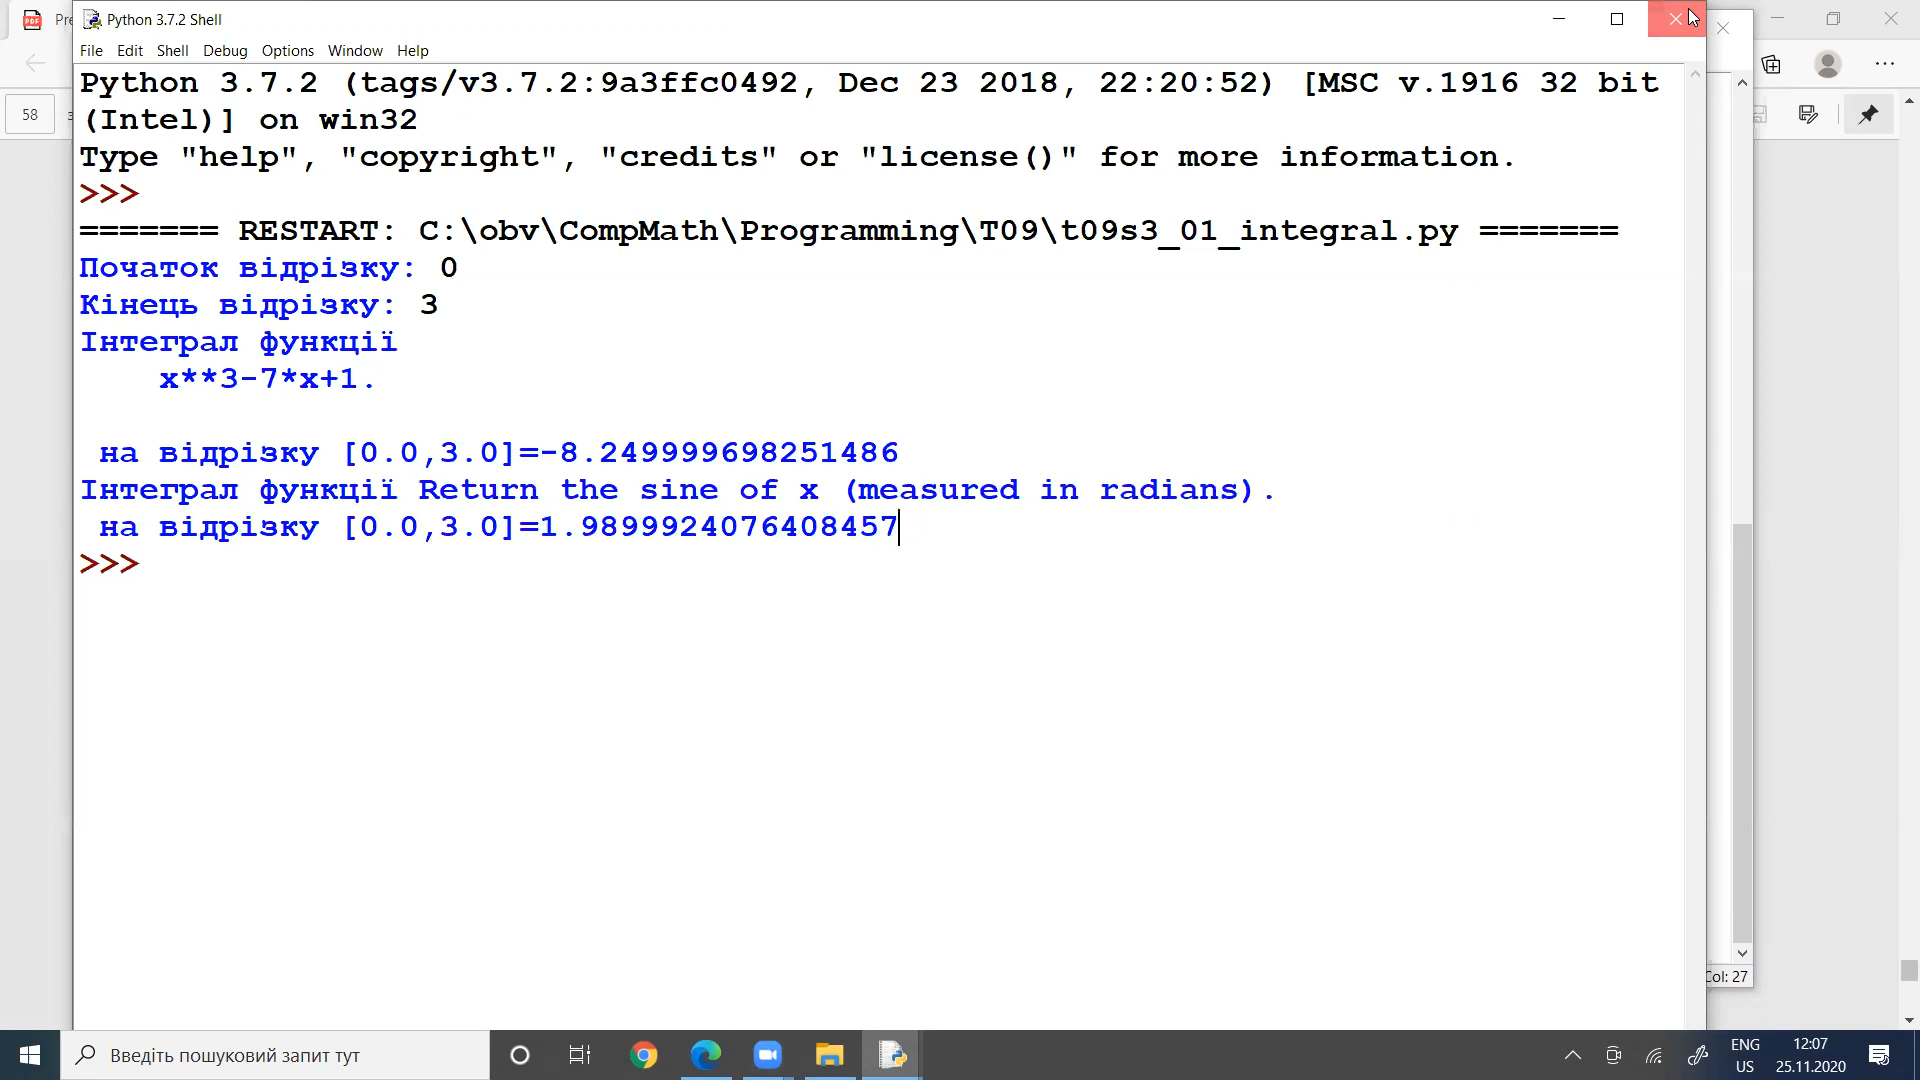 Pre
Python 3.7.2 Shell
File Edit Shell Debug Options Window Help
58
Python 3.7.2 (tags/v3.7.2:9a3ffc0492, Dec 23 2018, 22:20:52) [MSC v.1916 32 bit
(Intel)] on win32
Type "help", "copyright", "credits" or "license()" for more information.
>>>
======= RESTART: C:\obv\CompMath\Programming\T09\t09s3_01_integral.py =======
Початок відрізку: 0
Кінець відрізку: 3
Інтеграл функції
x**3-7*x+1.
на відрізку [0.0,3.0]=-8.249999698251486
Інтеграл функції Return the sine of x (measured in radians).
на відрізку [0.0,3.0]=1.9899924076408457
>>>
Col: 27
Введіть пошуковий запит тут
ENG
US
12:07
25.11.2020